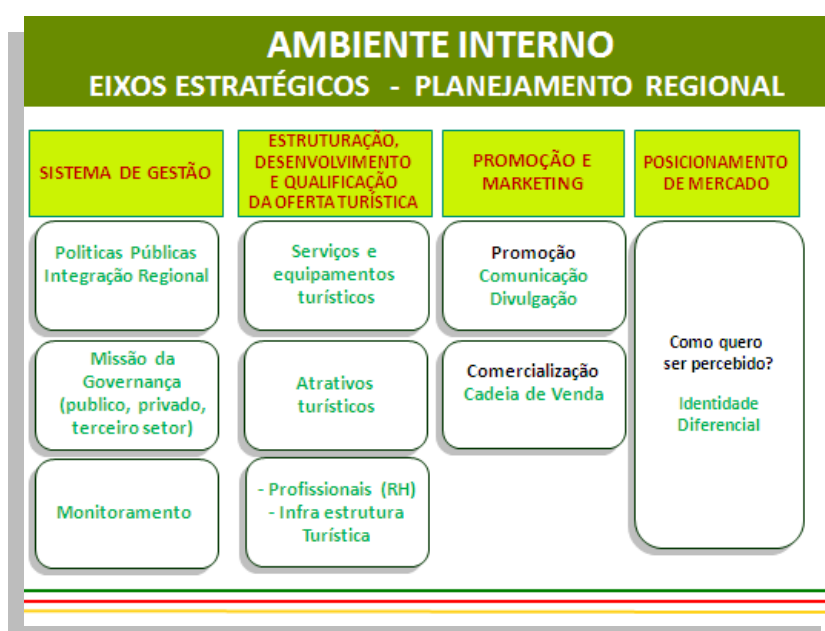 AMBIENTE INTERNO
EIXOS ESTRATÉGICOS - PLANEJAMENTO REGIONAL
SISTEMA DE GESTÃO
Politicas Públicas
Integração Regional
Missão da
Governança
(publico, privado,
terceiro setor)
Monitoramento
ESTRUTURAÇÃO,
DESENVOLVIMENTO
E QUALIFICAÇÃO
DA OFERTA TURÍSTICA
Serviços e
equipamentos
turísticos
Atrativos
turísticos
- Profissionais (RH)
- Infra estrutura
Turística
PROMOÇÃO E
MARKETING
Promoção
Comunicação
Divulgação
Comercialização
Cadeia de Venda
POSICIONAMENTO
DE MERCADO
Como quero
ser percebido?
Identidade
Diferencial